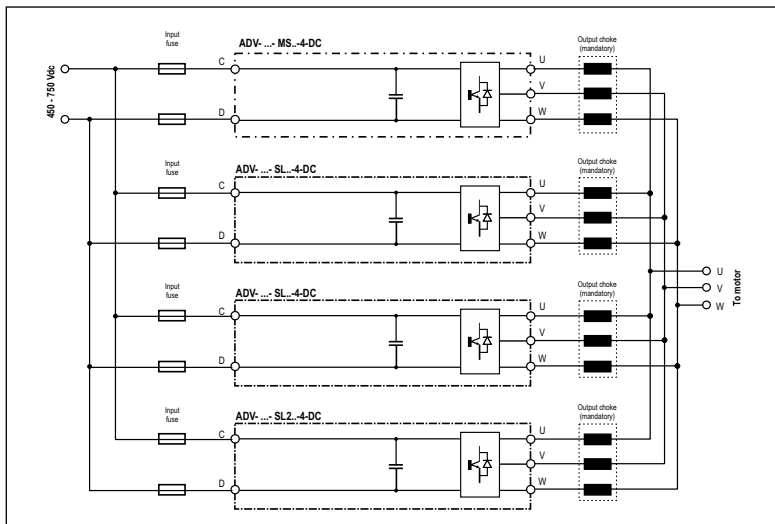 Input
fuse
ADV- ...- MS..-4-DC
Output choke
(mandatory)
450 - 750 Vdc
C
D
U
V
W
Input
fuse
ADV- ...- SL..-4-DC
Output choke
(mandatory)
C
D
U
V
W
U
V
W
To motor
Input
fuse
ADV- ...- SL..-4-DC
Output choke
(mandatory)
C
D
U
V
W
Input
fuse
ADV- ...- SL2..-4-DC
Output choke
(mandatory)
C
D
U
V
W